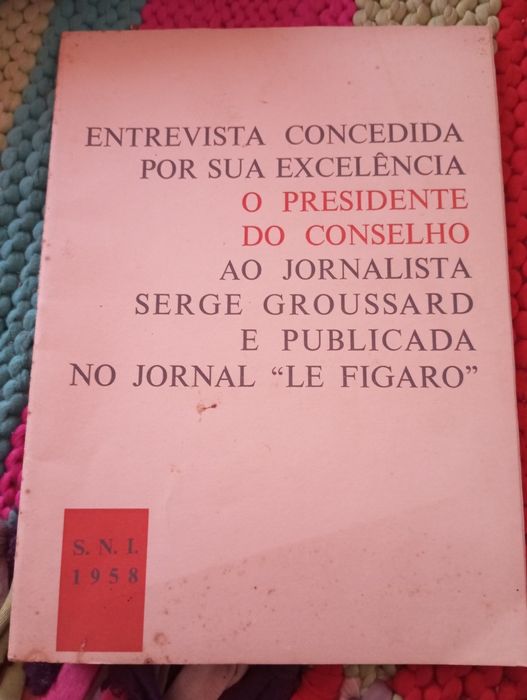 ENTREVISTA CONCEDIDA
POR SUA EXCELÊNCIA
O PRESIDENTE
DO CONSELHO
AO JORNALISTA
SERGE GROUSSARD
E PUBLICADA
NO JORNAL “LE FIGARO”
S. N. I.
1958